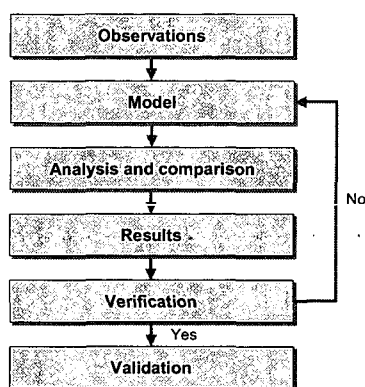 Observations
Model
Analysis and comparison
No
Results
Verification
Yes
Validation